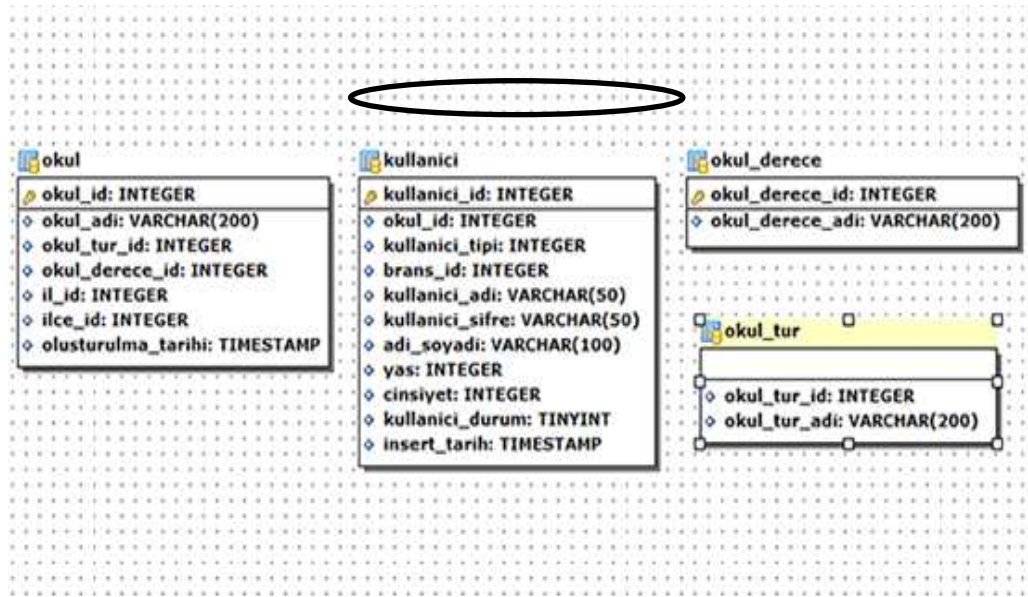 okul
okul_id: INTEGER
okul_adi: VARCHAR(200)
okul_tur_id: INTEGER
okul_derece_id: INTEGER
il_id: INTEGER
ilce_id: INTEGER
olusturulma_tarihi: TIMESTAMP
kullanici
kullanici_id: INTEGER
okul_id: INTEGER
kullanici_tipi: INTEGER
brans_id: INTEGER
kullanici_adi: VARCHAR(50)
kullanici_sifre: VARCHAR(50)
adi_soyadi: VARCHAR(100)
yas: INTEGER
cinsiyet: INTEGER
kullanici_durum: TINYINT
insert_tarih: TIMESTAMP
okul_derece
okul_derece_id: INTEGER
okul_derece_adi: VARCHAR(200)
okul_tur
okul_tur_id: INTEGER
okul_tur_adi: VARCHAR(200)